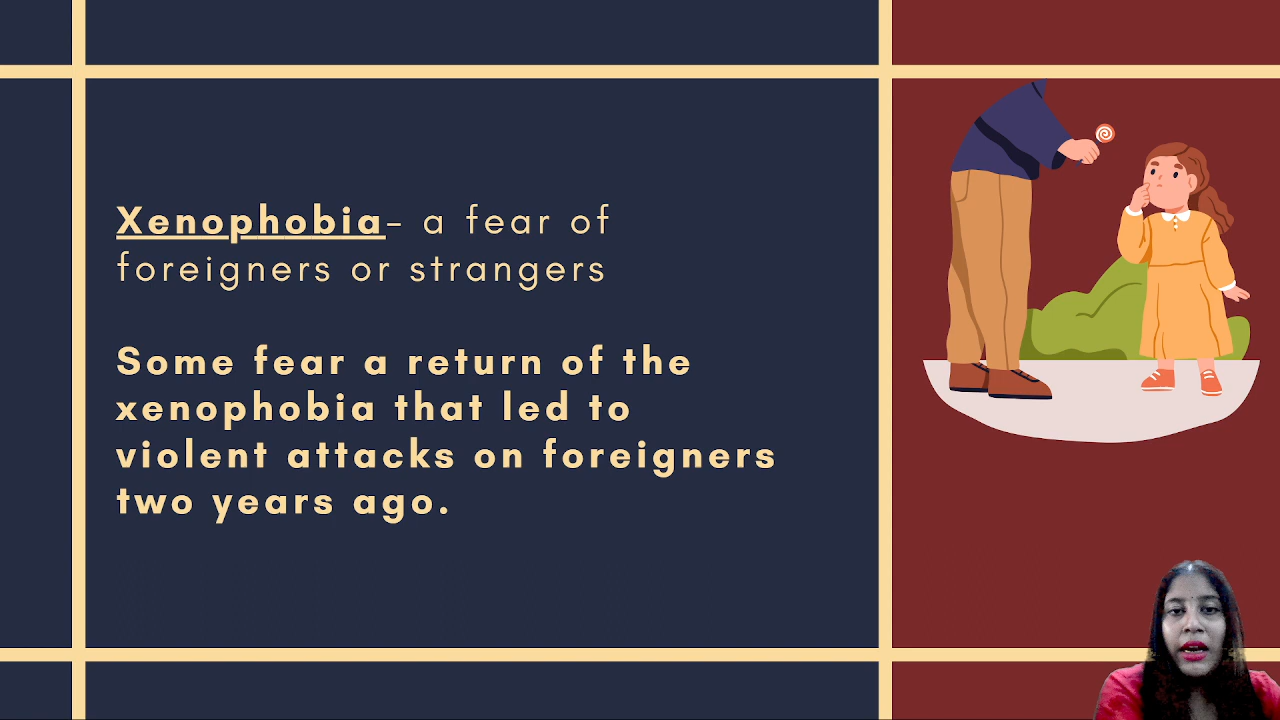 Xenophobia- a fear of
foreigners or strangers
Some fear a return of the
xenophobia that led to
violent attacks on foreigners
two years ago.